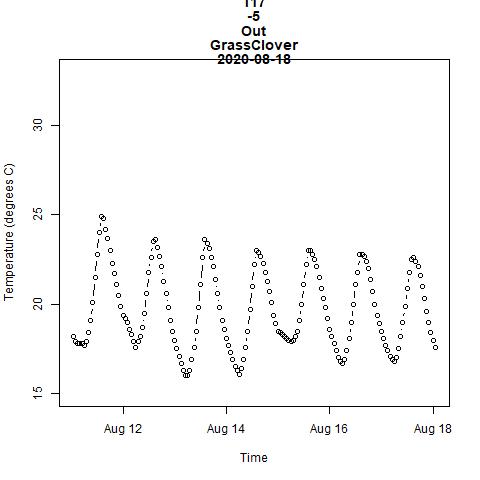 117
-5
Out
GrassClover
2020-08-18
Temperature (degrees C)
30
25
20
15
Aug 12
Aug 14
Aug 16
Aug 18
Time